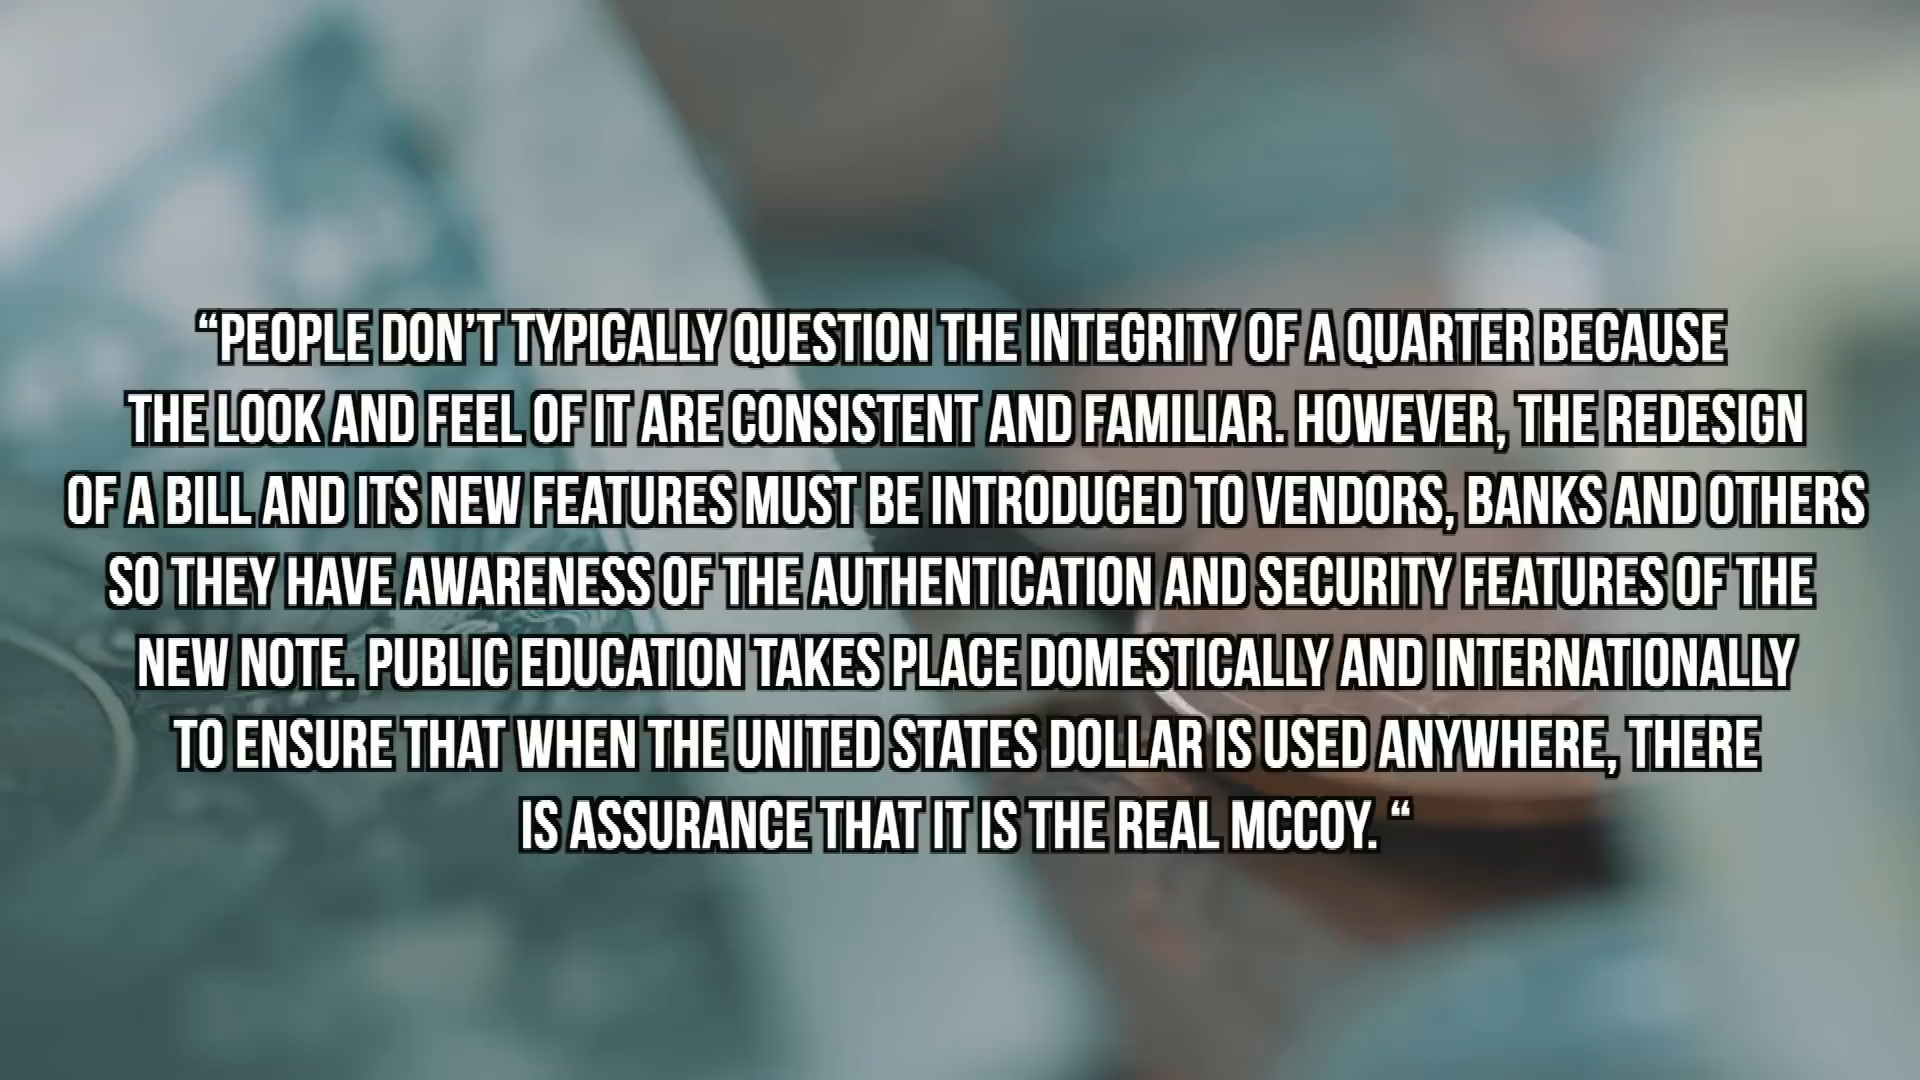 “PEOPLE DON’T TYPICALLY QUESTION THE INTEGRITY OF A QUARTER BECAUSE
THE LOOK AND FEEL OF IT ARE CONSISTENT AND FAMILIAR. HOWEVER, THE REDESIGN
OF A BILL AND ITS NEW FEATURES MUST BE INTRODUCED TO VENDORS, BANKS AND OTHERS
SO THEY HAVE AWARENESS OF THE AUTHENTICATION AND SECURITY FEATURES OF THE
NEW NOTE. PUBLIC EDUCATION TAKES PLACE DOMESTICALLY AND INTERNATIONALLY
TO ENSURE THAT WHEN THE UNITED STATES DOLLAR IS USED ANYWHERE, THERE
IS ASSURANCE THAT IT IS THE REAL MCCOY. “